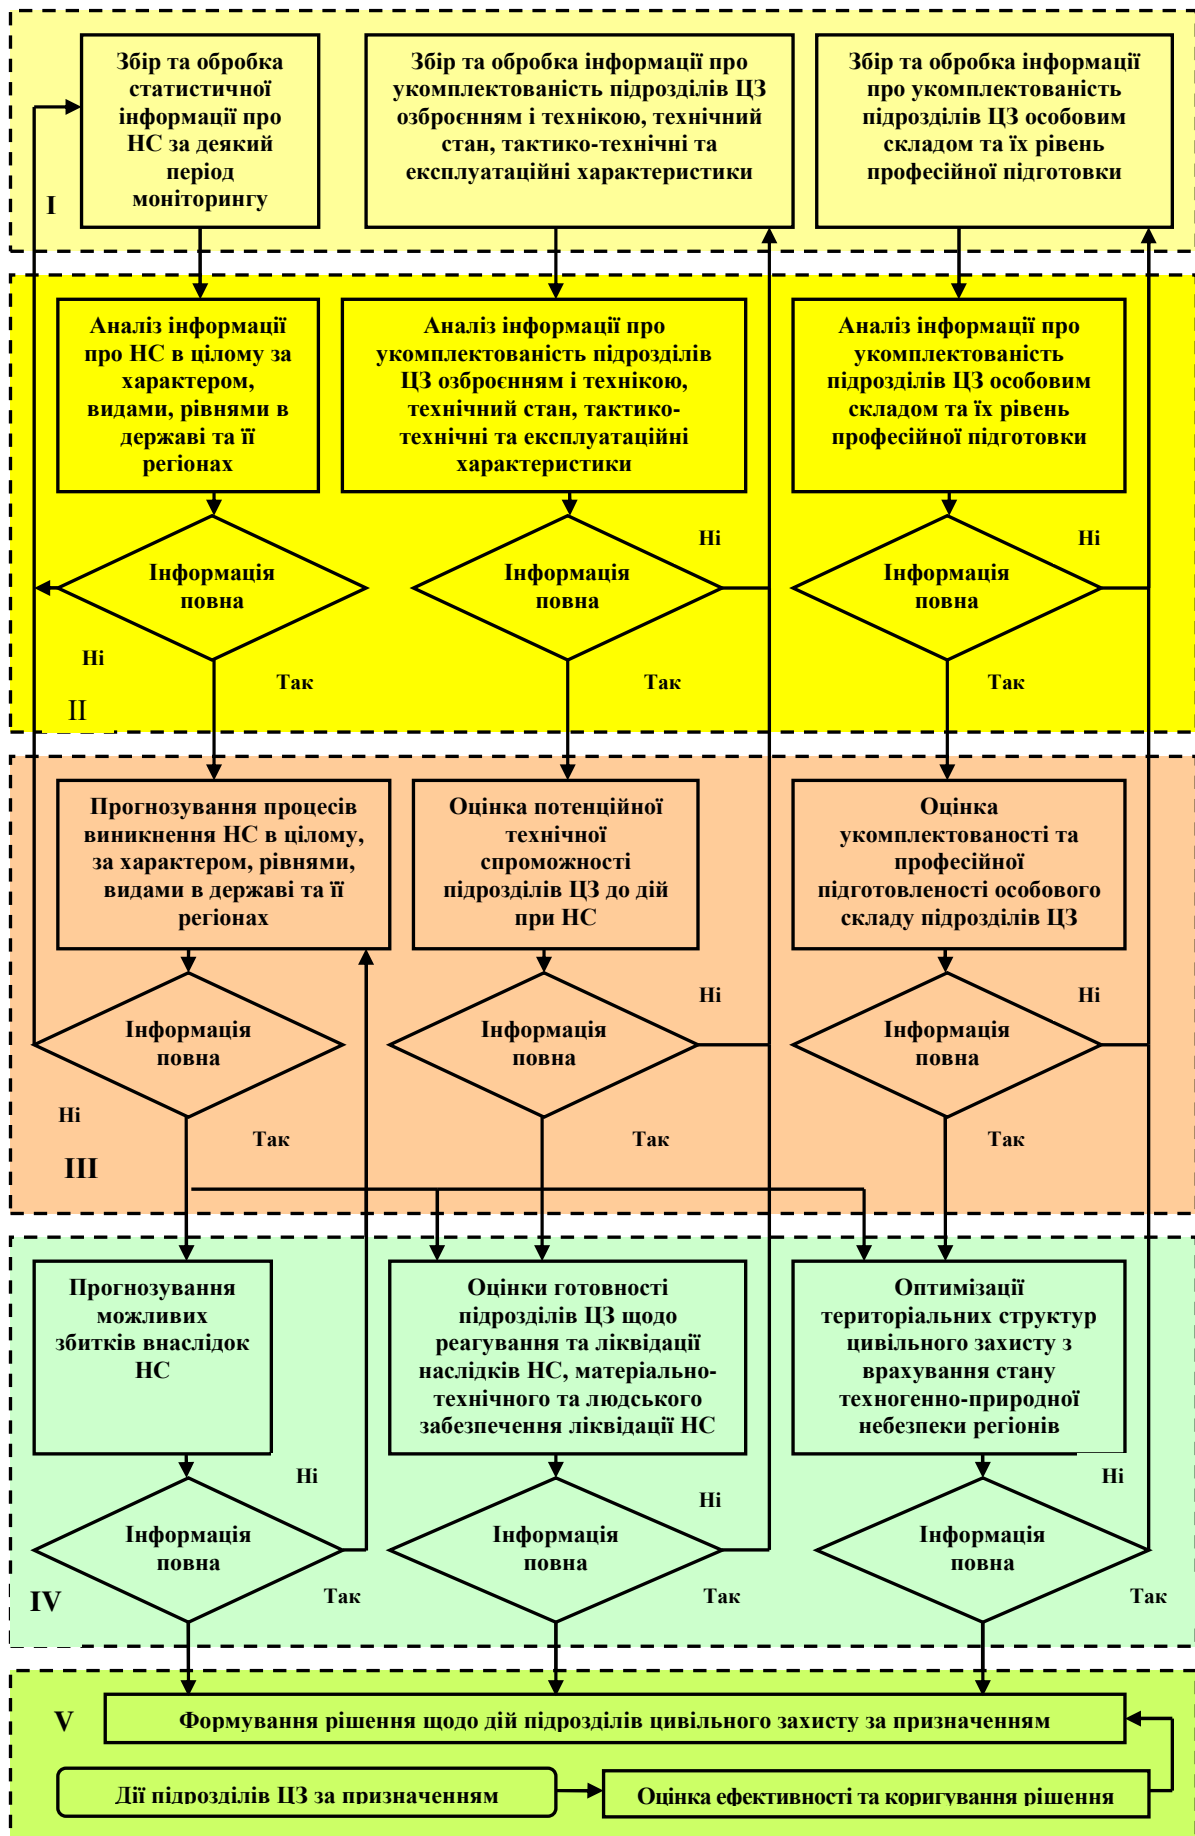 Збір та обробка
статистичної
інформації про
НС за деякий
період
моніторингу
Збір та обробка інформації про
укомплектованість підрозділів ЦЗ
озброєнням і технікою, технічний
стан, тактико-технічні та
експлуатаційні характеристики
Збір та обробка інформації
про укомплектованість
підрозділів ЦЗ особовим
складом та їх рівень
професійної підготовки
I
Аналіз інформації
про НС в цілому за
характером,
видами, рівнями в
державі та її
регіонах
Аналіз інформації про
укомплектованість підрозділів
ЦЗ озброєнням і технікою,
технічний стан, тактико-
технічні та експлуатаційні
характеристики
Аналіз інформації про
укомплектованість
підрозділів ЦЗ особовим
складом та їх рівень
професійної підготовки
Інформація
повна
Ні
Так
Інформація
повна
Ні
Так
Інформація
повна
Ні
Так
II
Прогнозування процесів
виникнення НС в цілому,
за характером, рівнями,
видами в державі та її
регіонах
Оцінка потенційної
технічної
спроможності
підрозділів ЦЗ до дій
при НС
Оцінка
укомплектованості та
професійної
підготовленості особового
складу підрозділів ЦЗ
Інформація
повна
Ні
Так
Інформація
повна
Ні
Так
Інформація
повна
Ні
Так
III
Прогнозування
можливих
збитків внаслідок
НС
Оцінки готовності
підрозділів ЦЗ щодо
реагування та ліквідації
наслідків НС, матеріально-
технічного та людського
забезпечення ліквідації НС
Оптимізації
територіальних структур
цивільного захисту з
врахування стану
техногенно-природної
небезпеки регіонів
Інформація
повна
Ні
Так
Інформація
повна
Ні
Так
Інформація
повна
Ні
Так
IV
V
Формування рішення щодо дій підрозділів цивільного захисту за призначенням
Дії підрозділів ЦЗ за призначенням
Оцінка ефективності та коригування рішення